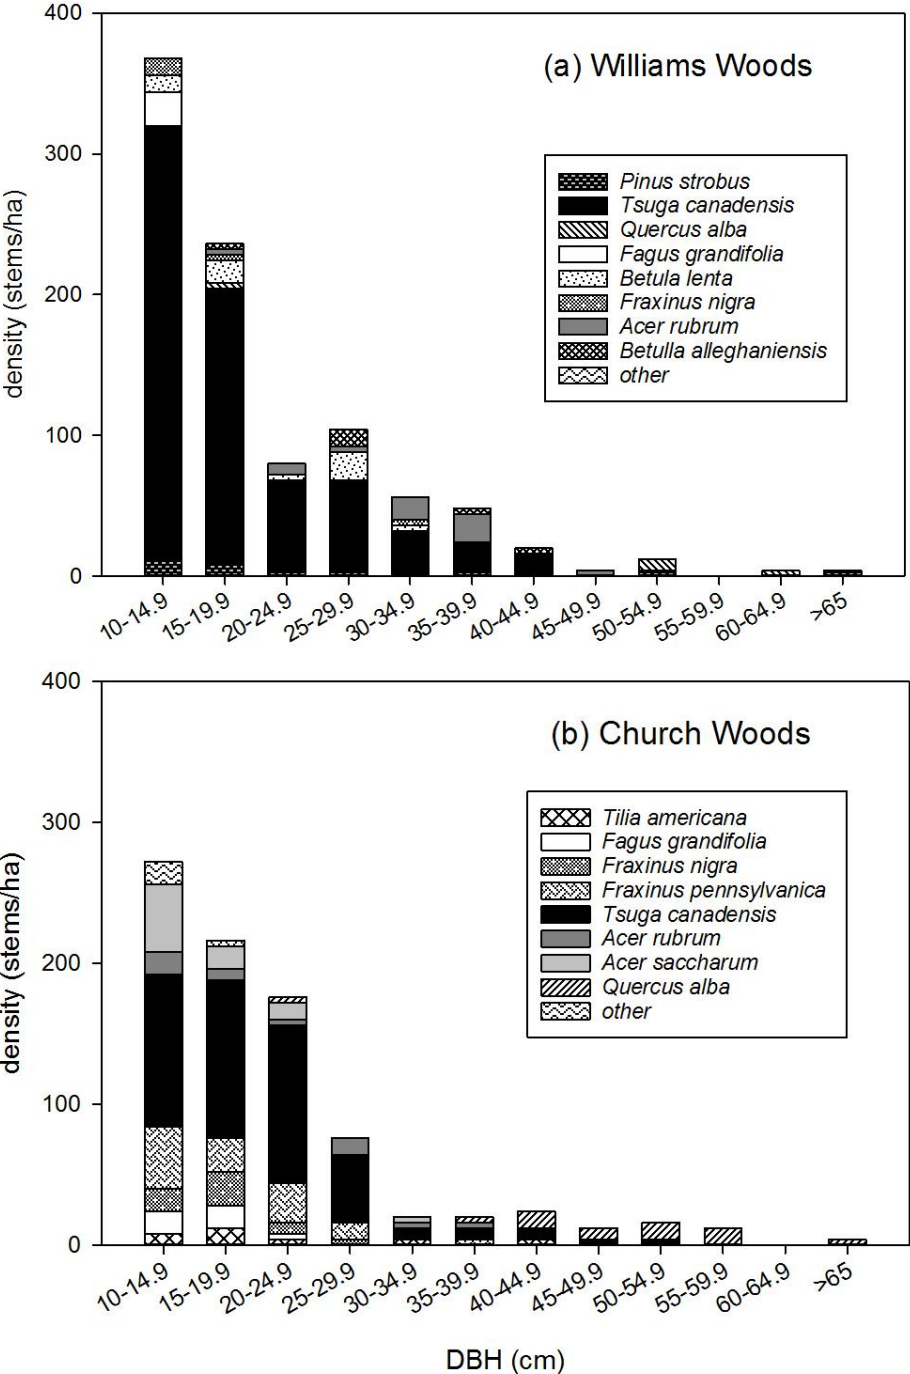 400
(a) Williams Woods
300
200
100
0
density (stems/ha)
Pinus strobus
Tsuga canadensis
Quercus alba
Fagus grandifolia
Betula lenta
Fraxinus nigra
Acer rubrum
Betulla alleghaniensis
other
10-14.9
15-19.9
20-24.9
25-29.9
30-34.9
35-39.9
40-44.9
45-49.9
50-54.9
55-59.9
60-64.9
>65
400
(b) Church Woods
300
200
100
0
density (stems/ha)
Tilia americana
Fagus grandifolia
Fraxinus nigra
Fraxinus pennsylvanica
Tsuga canadensis
Acer rubrum
Acer saccharum
Quercus alba
other
10-14.9
15-19.9
20-24.9
25-29.9
30-34.9
35-39.9
40-44.9
45-49.9
50-54.9
55-59.9
60-64.9
>65
DBH (cm)